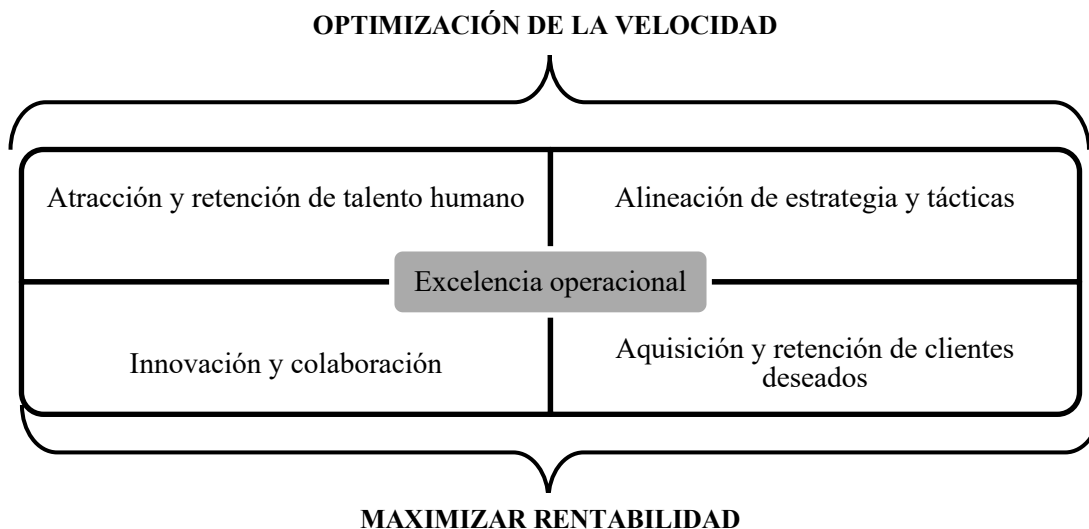 OPTIMIZACIÓN DE LA VELOCIDAD
Atracción y retención de talento humano
Alineación de estrategia y tácticas
Excelencia operacional
Innovación y colaboración
Aquisición y retención de clientes
deseados
MAXIMIZAR RENTABILIDAD